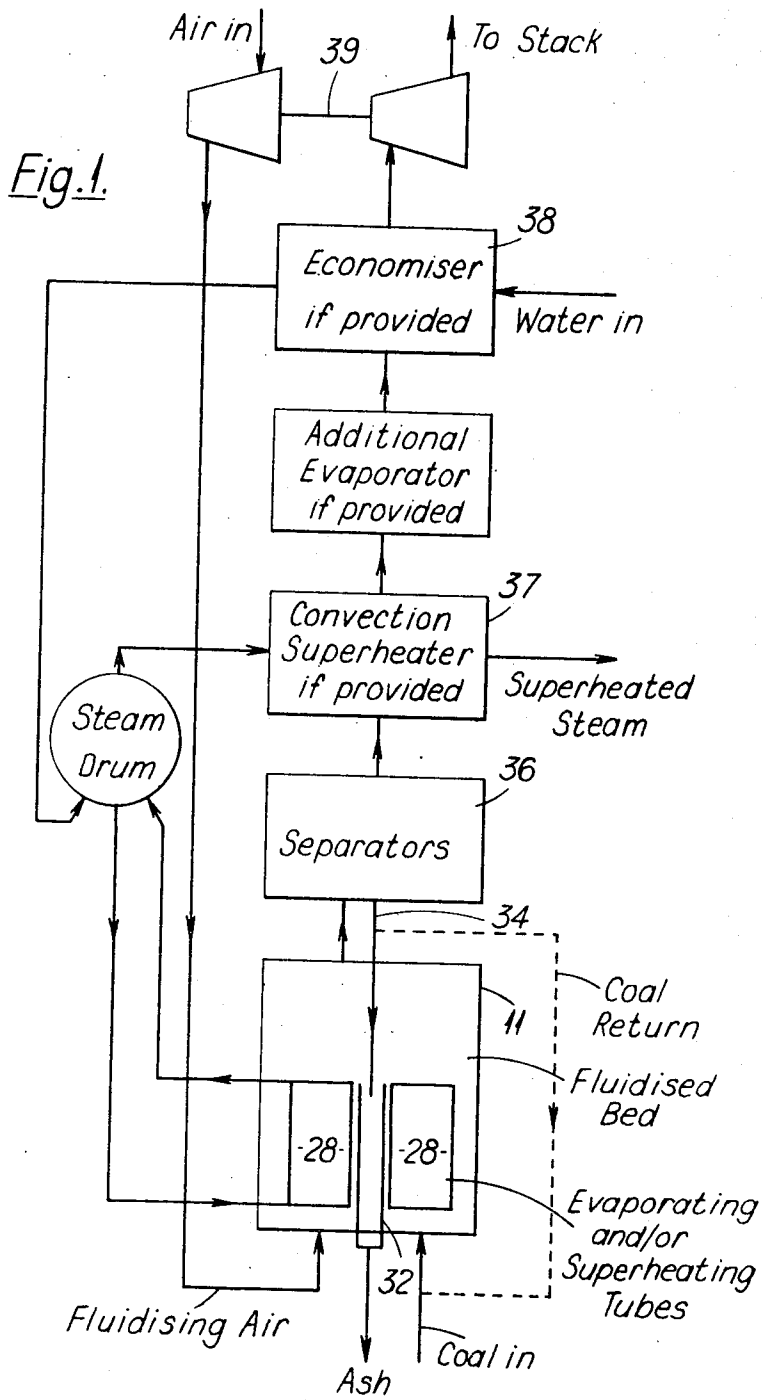 Air in
To Stack
39
Fig.1.
38
Economiser
if provided
Water in
Additional
Evaporator
if provided
37
Convection
Superheater
if provided
Superheated
Steam
Steam
Drum
36
Separators
34
11
Coal
Return
Fluidised
Bed
-28-
-28-
Evaporating
and/or
Superheating
Tubes
32
Fluidising Air
Coal in
Ash